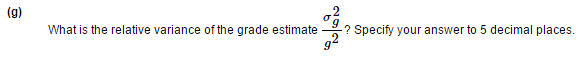 (g)
What is the relative variance of the grade estimate σ_g^2 / g^2 ? Specify your answer to 5 decimal places.